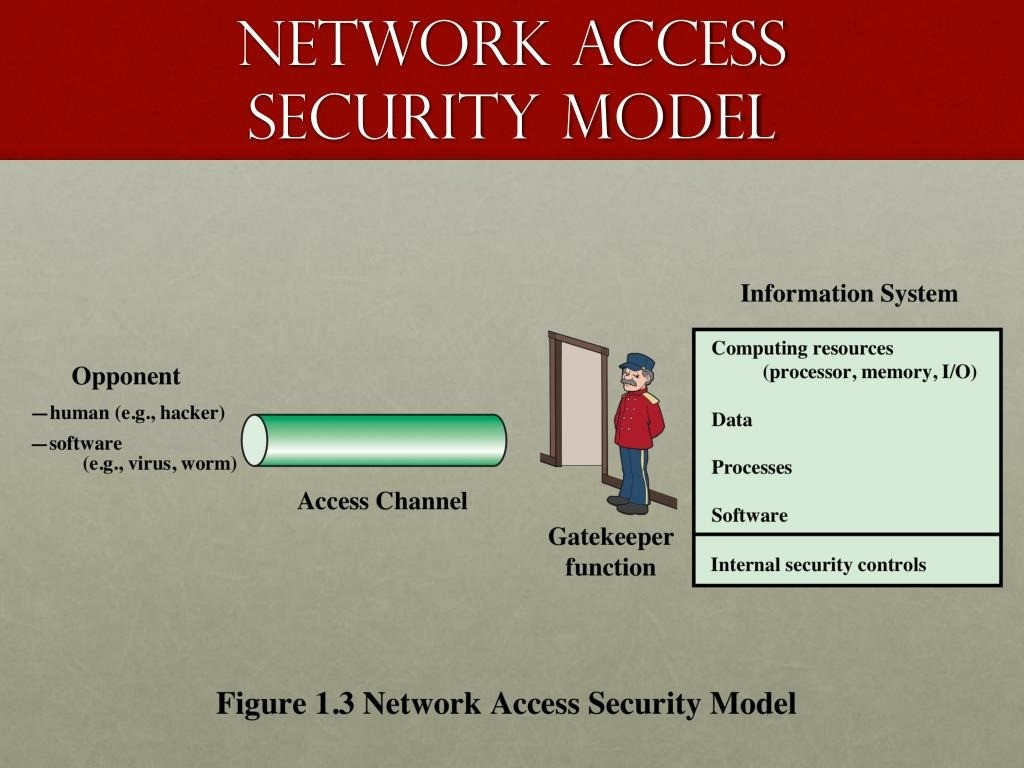 NETWORK ACCESS
SECURITY MODEL
Information System
Opponent
—human (e.g., hacker)
—software
(e.g., virus, worm)
Access Channel
Gatekeeper
function
Computing resources
(processor, memory, I/O)
Data
Processes
Software
Internal security controls
Figure 1.3 Network Access Security Model